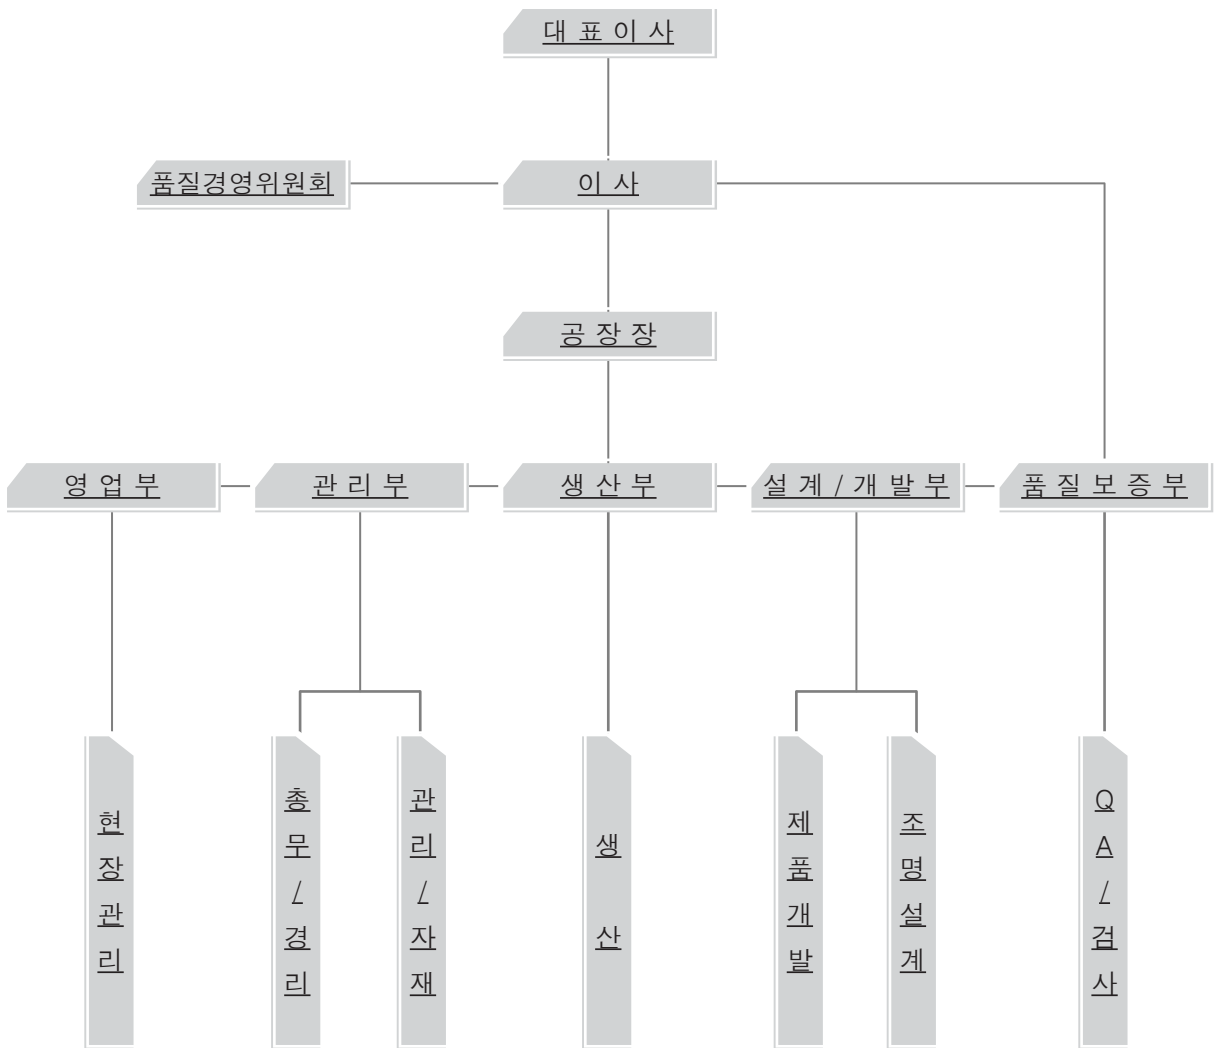 대 표 이 사
품질경영위원회
이 사
공 장 장
영 업 부
관 리 부
생 산 부
설 계 / 개 발 부
품 질 보 증 부
현장관리
총무/경리
관리/자재
생산
제품개발
조명설계
QA/검사